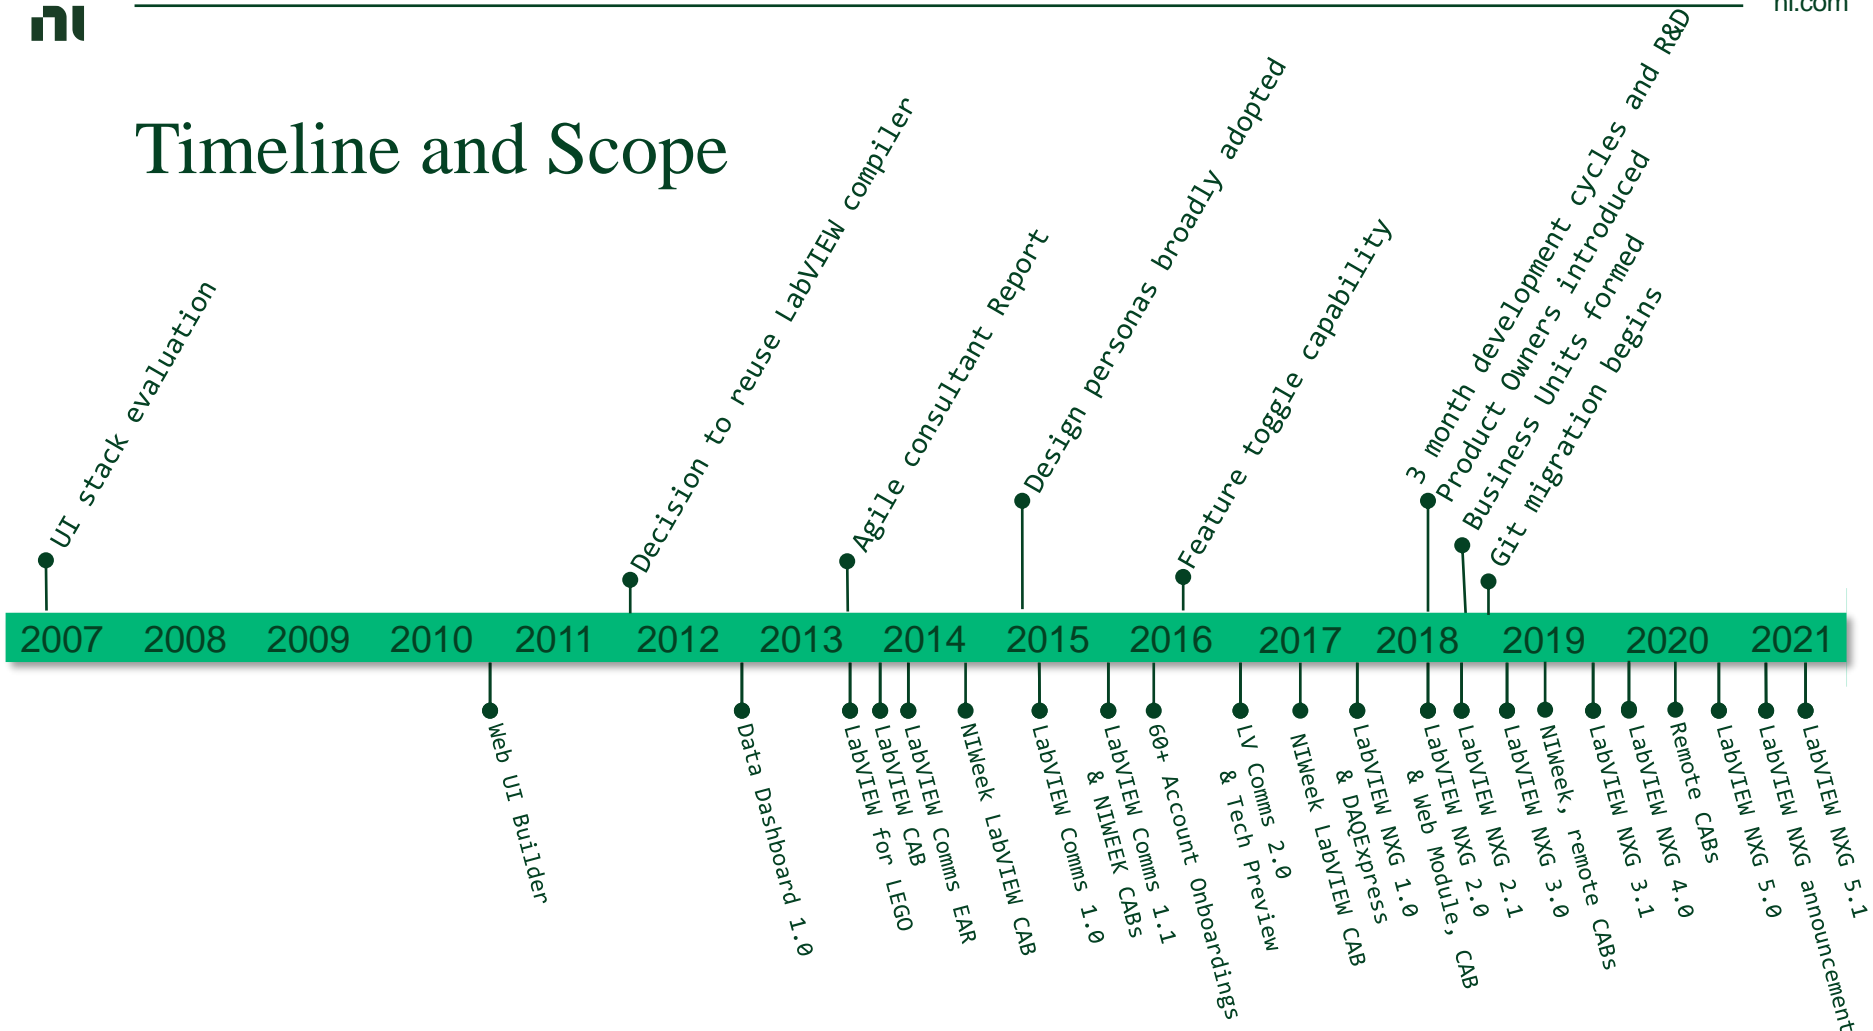 ni
ni.com
Timeline and Scope
UI stack evaluation
Decision to reuse LabVIEW compiler
Agile consultant Report
Design personas broadly adopted
Feature toggle capability
3 month development cycles and R&D
Product Owners introduced
Business Units formed
Git migration begins
2007 2008 2009 2010 2011 2012 2013 2014 2015 2016 2017 2018 2019 2020 2021
Web UI Builder
Data Dashboard 1.0
LabVIEW for LEGO
LabVIEW CAB
LabVIEW Comms EAR
NIWeek LabVIEW CAB
LabVIEW Comms 1.0
LabVIEW Comms 1.1
& NIWEEK CABs
60+ Account Onboardings
LV Comms 2.0
& Tech Preview
NIWeek LabVIEW CAB
LabVIEW NXG 1.0
& DAQExpress
LabVIEW NXG 2.0
& Web Module, CAB
LabVIEW NXG 2.1
LabVIEW NXG 3.0
NIWeek, remote CABs
LabVIEW NXG 3.1
LabVIEW NXG 4.0
Remote CABs
LabVIEW NXG 5.0
LabVIEW NXG announcement
LabVIEW NXG 5.1